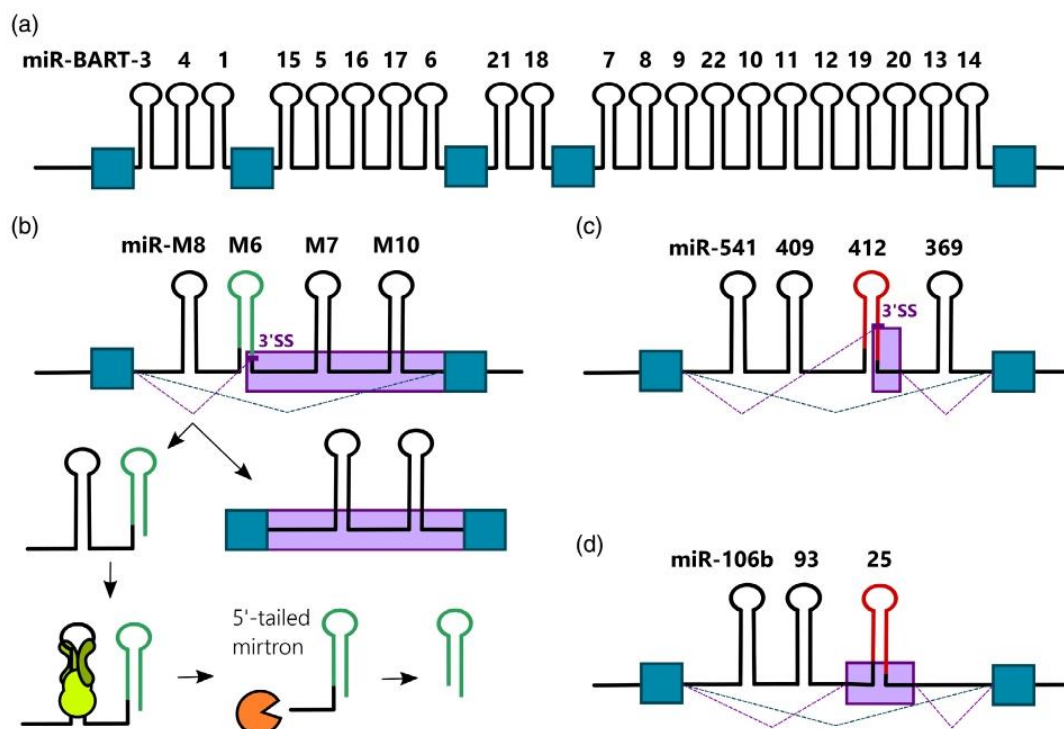 (a)
miR-BART-3 4 1 15 5 16 17 6 21 18 7 8 9 22 10 11 12 19 20 13 14
(b)
miR-M8 M6 M7 M10
3'SS
(c)
miR-541 409 412 369
3'SS
(d)
miR-106b 93 25
5'-tailed
mirtron